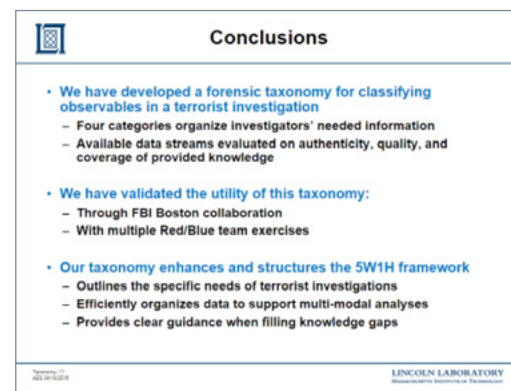 Conclusions
• We have developed a forensic taxonomy for classifying
observables in a terrorist investigation
– Four categories organize investigators' needed information
– Available data streams evaluated on authenticity, quality, and
coverage of provided knowledge
• We have validated the utility of this taxonomy:
– Through FBI Boston collaboration
– With multiple Red/Blue team exercises
• Our taxonomy enhances and structures the 5W1H framework
– Outlines the specific needs of terrorist investigations
– Efficiently organizes data to support multi-modal analyses
– Provides clear guidance when filling knowledge gaps
LINCOLN LABORATORY
Massachusetts Institute of Technology